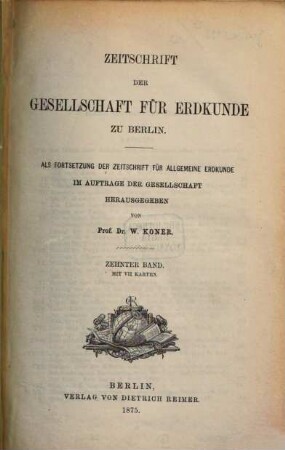 ZEITSCHRIFT
DER
GESELLSCHAFT FÜR ERDKUNDE
ZU BERLIN.
ALS FORTSETZUNG DER ZEITSCHRIFT FÜR ALLGEMEINE ERDKUNDE
IM AUFTRAGE DER GESELLSCHAFT
HERAUSGEGEBEN
VON
Prof. Dr. W. KONER.
ZEHNTER BAND.
MIT VII KARTEN.
BERLIN,
VERLAG VON DIETRICH REIMER.
1875.